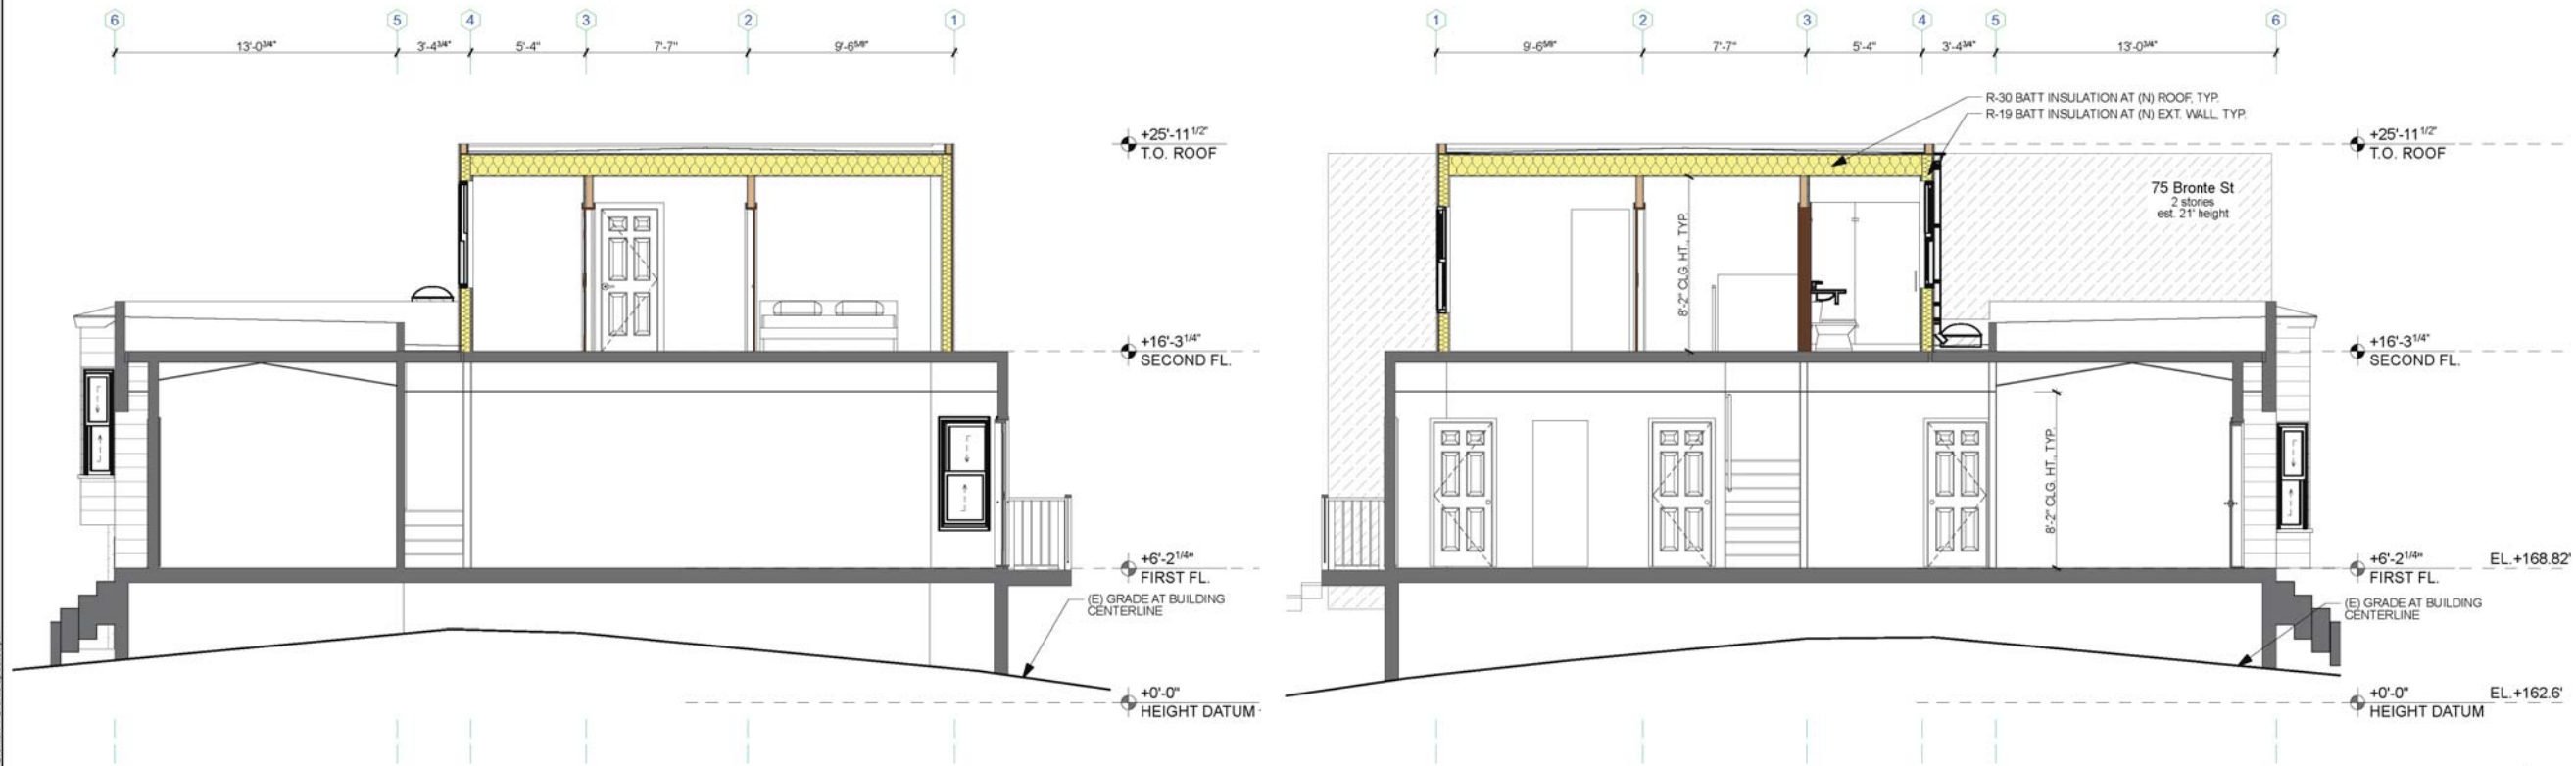 6 5 4 3 2 1
13'-0 3/4" 3'-4 3/4" 5'-4" 7'-7" 9'-6 5/8"
+25'-11 1/2"
T.O. ROOF
+16'-3 1/4"
SECOND FL.
+6'-2 1/4"
FIRST FL.
(E) GRADE AT BUILDING
CENTERLINE
+0'-0"
HEIGHT DATUM
1 2 3 4 5 6
9'-6 5/8" 7'-7" 5'-4" 3'-4 3/4" 13'-0 3/4"
R-30 BATT INSULATION AT (N) ROOF, TYP.
R-19 BATT INSULATION AT (N) EXT. WALL, TYP.
+25'-11 1/2"
T.O. ROOF
75 Bronte St
2 stories
est. 21' height
8'-2" CLG. HT., TYP.
+16'-3 1/4"
SECOND FL.
8'-2" CLG. HT., TYP.
+6'-2 1/4" EL.+168.82'
FIRST FL.
(E) GRADE AT BUILDING
CENTERLINE
+0'-0" EL.+162.6'
HEIGHT DATUM